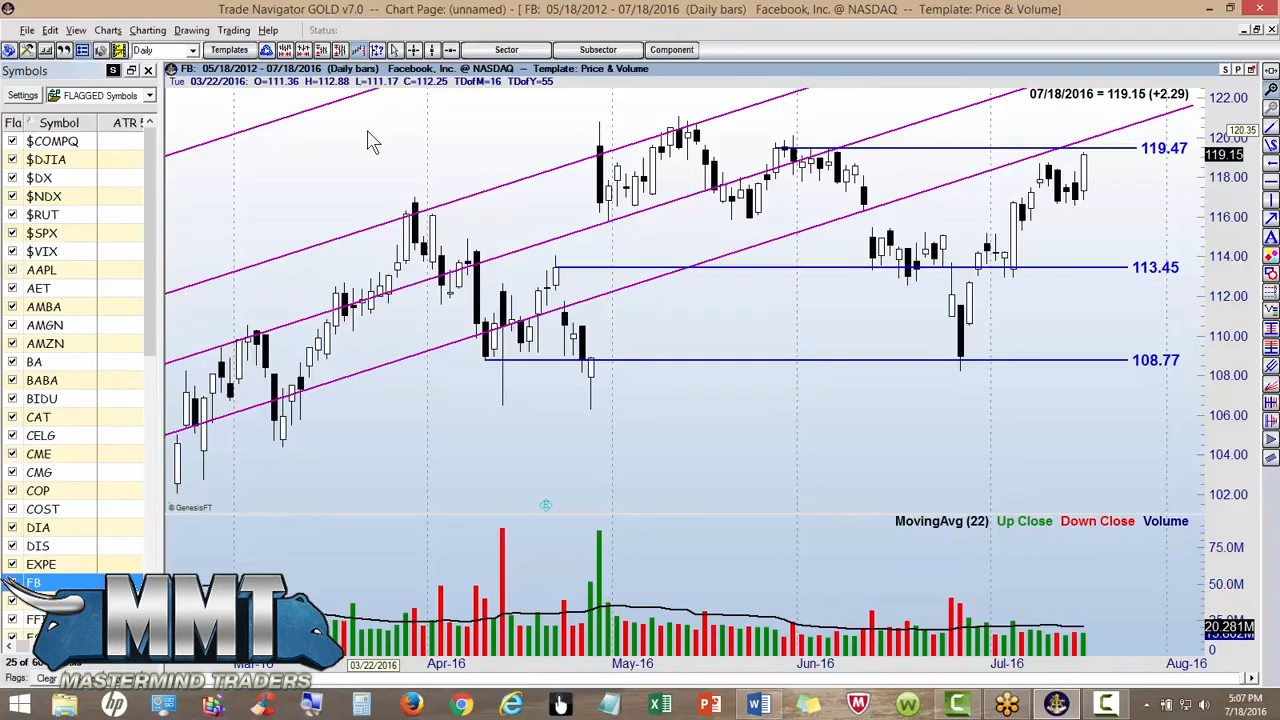 Trade Navigator GOLD v7.0 - Chart Page: (unnamed) - [ FB: 05/18/2012 - 07/18/2016 (Daily bars) Facebook, Inc. @ NASDAQ - Template: Price & Volume]
File Edit View Charts Charting Drawing Trading Help Status:
Daily Templates Sector Subsector Component
Symbols S
FB: 05/18/2012 - 07/18/2016 (Daily bars) Facebook, Inc. @ NASDAQ - Template: Price & Volume
S P
Tue 03/22/2016: O=111.36 H=112.88 L=111.17 C=112.25 TDofM=16 TDofY=55
Settings FLAGGED Symbols
07/18/2016 = 119.15 (+2.29)
Fla Symbol ATR
$COMPQ
$DJIA
$DX
$NDX
$RUT
$SPX
$VIX
AAPL
AET
AMBA
AMGN
AMZN
BA
BABA
BIDU
CAT
CELG
CME
CMG
COP
COST
DIA
DIS
EXPE
FB
122.00
120.35
119.47
119.15
118.00
116.00
114.00
113.45
112.00
110.00
108.77
108.00
106.00
104.00
102.00
© GenesisFT
MovingAvg (22) Up Close Down Close Volume
75.0M
50.0M
20.281M
0
MMT
MASTERMIND TRADERS
Flags:
03/22/2016 Apr-16 May-16 Jun-16 Jul-16 Aug-16
5:07 PM
7/18/2016